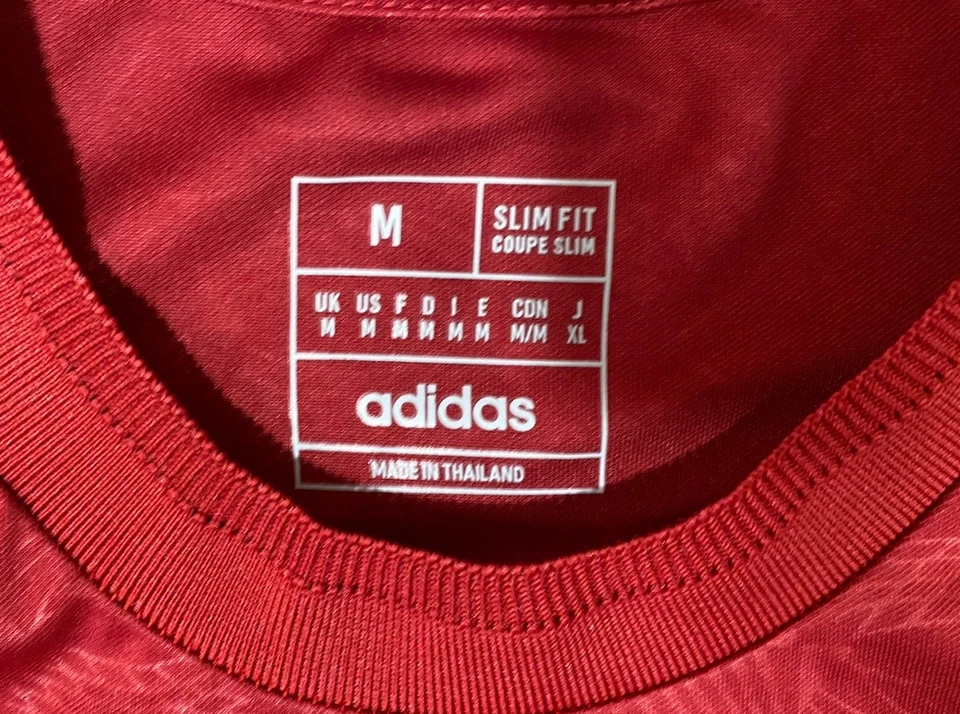 M
SLIM FIT
COUPE SLIM
UK US F D I E CDN J
M M M M M M M/M XL
adidas
MADE IN THAILAND